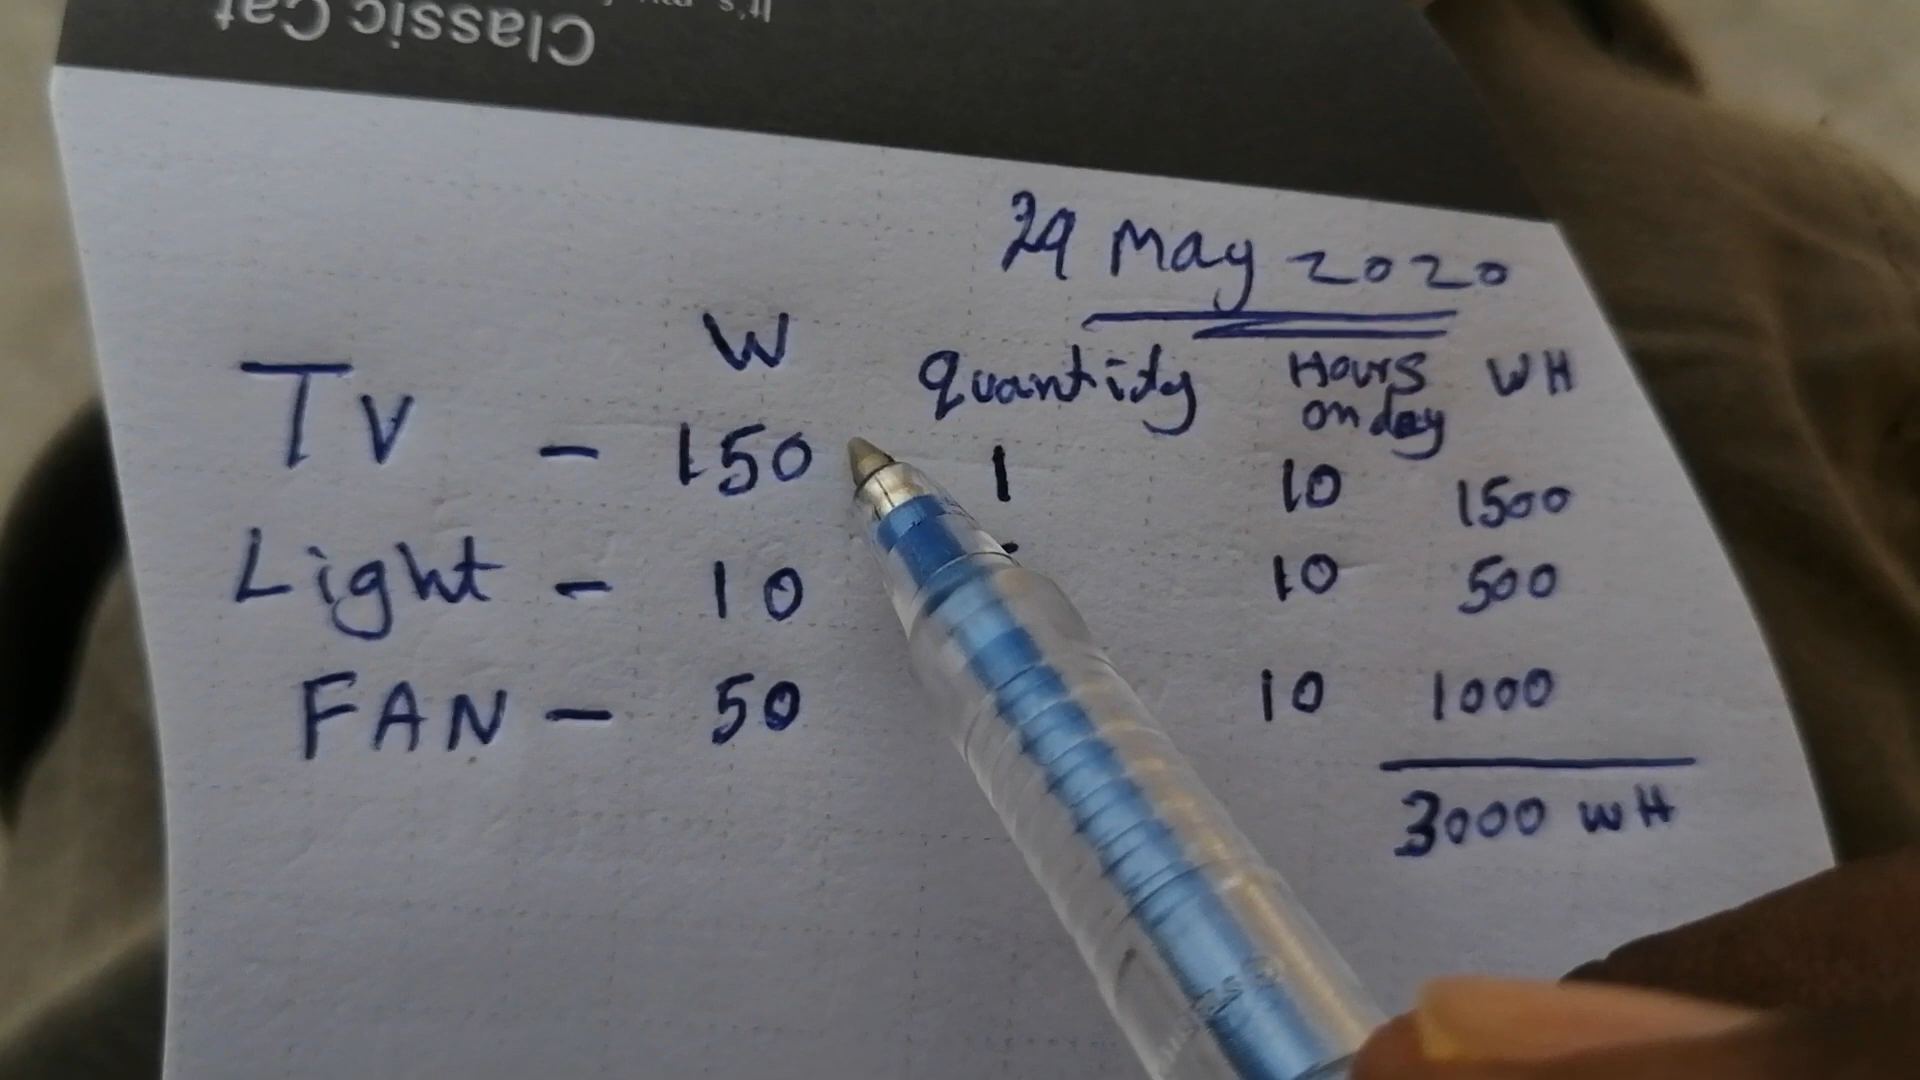 Classic Cat
29 May 2020
W quantity Hours on day WH
TV - 150 1 10 1500
Light - 10 10 500
FAN - 50 10 1000
3000 WH